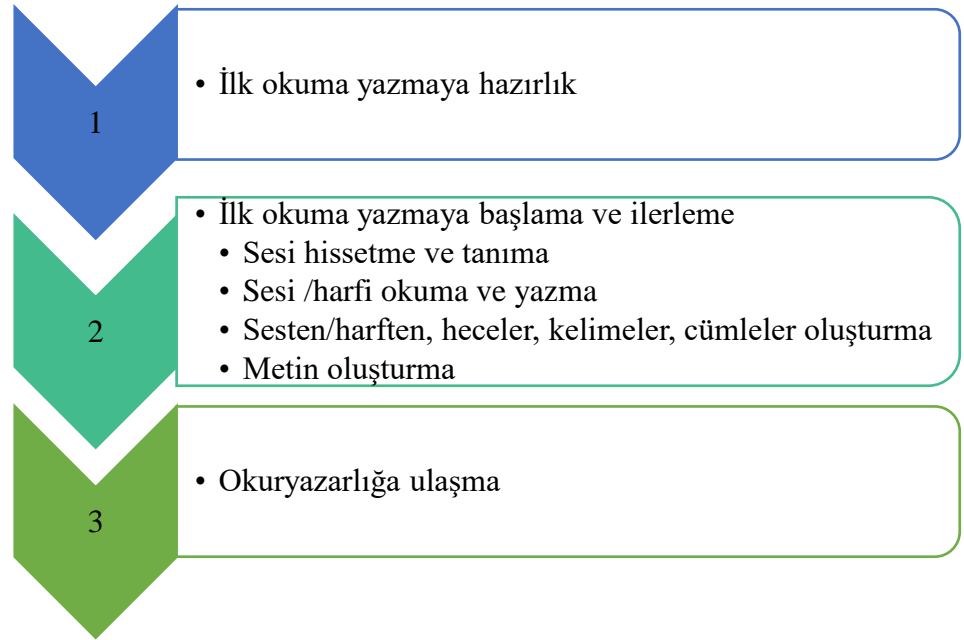 1
• İlk okuma yazmaya hazırlık
2
• İlk okuma yazmaya başlama ve ilerleme
• Sesi hissetme ve tanıma
• Sesi /harfi okuma ve yazma
• Sesten/harften, heceler, kelimeler, cümleler oluşturma
• Metin oluşturma
3
• Okuryazarlığa ulaşma